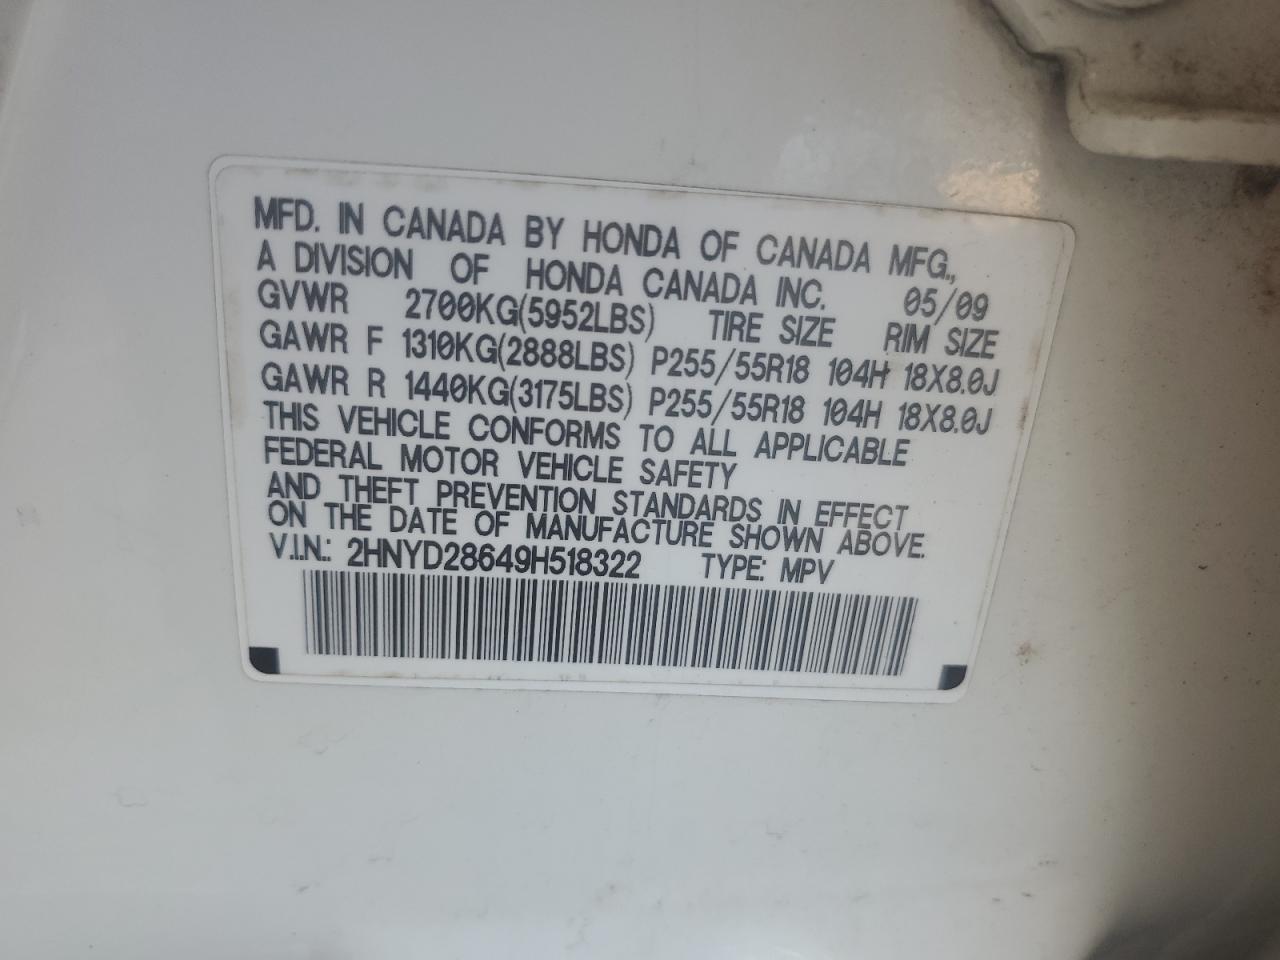 MFD. IN CANADA BY HONDA OF CANADA MFG.,
A DIVISION OF HONDA CANADA INC. 05/09
GVWR 2700KG(5952LBS) TIRE SIZE RIM SIZE
GAWR F 1310KG(2888LBS) P255/55R18 104H 18X8.0J
GAWR R 1440KG(3175LBS) P255/55R18 104H 18X8.0J
THIS VEHICLE CONFORMS TO ALL APPLICABLE
FEDERAL MOTOR VEHICLE SAFETY
AND THEFT PREVENTION STANDARDS IN EFFECT
ON THE DATE OF MANUFACTURE SHOWN ABOVE.
V.I.N.: 2HNYD28649H518322 TYPE: MPV